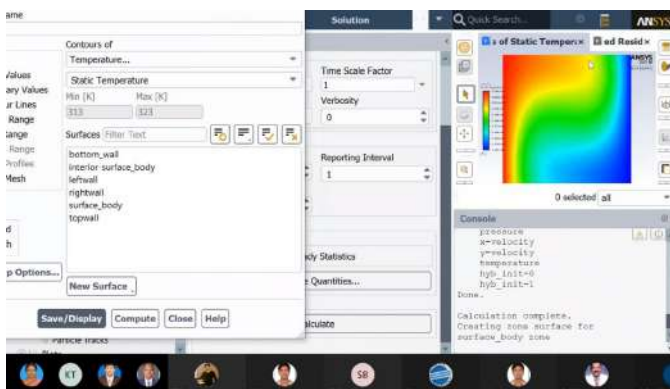 ame
Contours of
Temperature...
Static Temperature
Min [K] Max [K]
313 323
Surfaces Filter Text
bottom_wall
interior-surface_body
leftwall
rightwall
surface_body
topwall
New Surface
Values
ary Values
ur Lines
Range
ange
Range
Profiles
Mesh
d
h
p Options...
Save/Display Compute Close Help
Particle Tracks
Solution
Time Scale Factor
1
Verbosity
0
Reporting Interval
1
dy Statistics
Quantities...
lculate
Quick Search...
ANSYS
s of Static Temper
ed Resid
0 selected all
Console
pressure
x-velocity
y-velocity
temperature
hyb_init-0
hyb_init-1
Done.
Calculation complete.
Creating zone surface for
surface_body zone
KT
SB